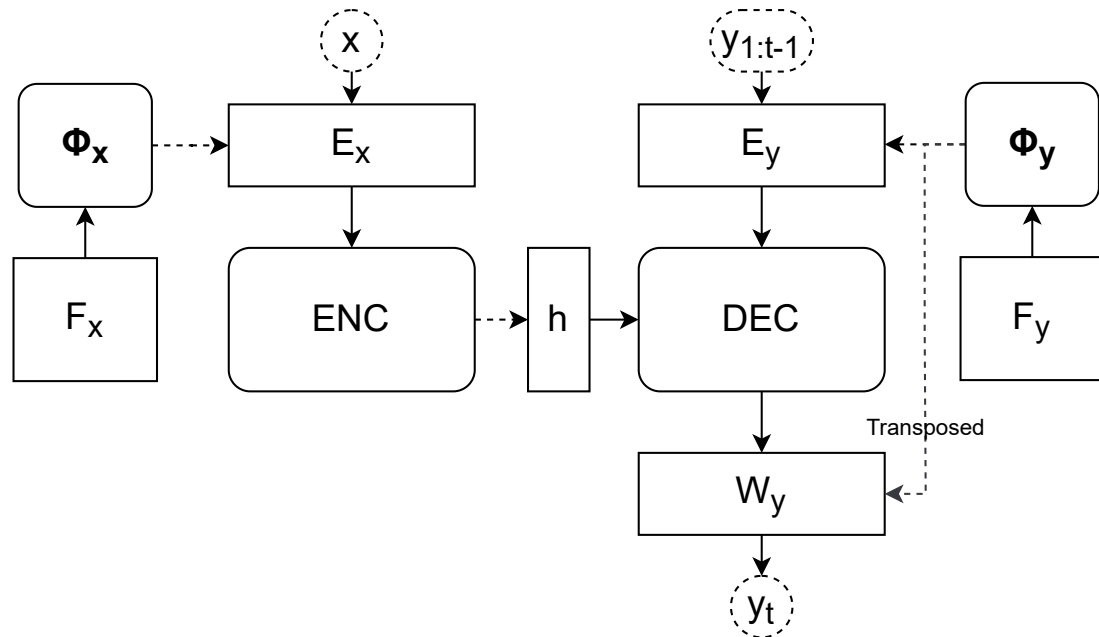 x
y1:t-1
Φx
Ex
Ey
Φy
Fx
ENC
h
DEC
Fy
Transposed
Wy
yt